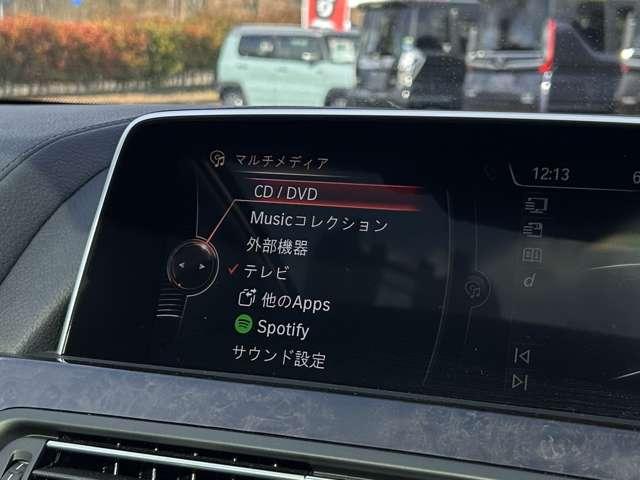 マルチメディア
CD / DVD
Musicコレクション
外部機器
テレビ
他のApps
Spotify
サウンド設定
12:13
6
d